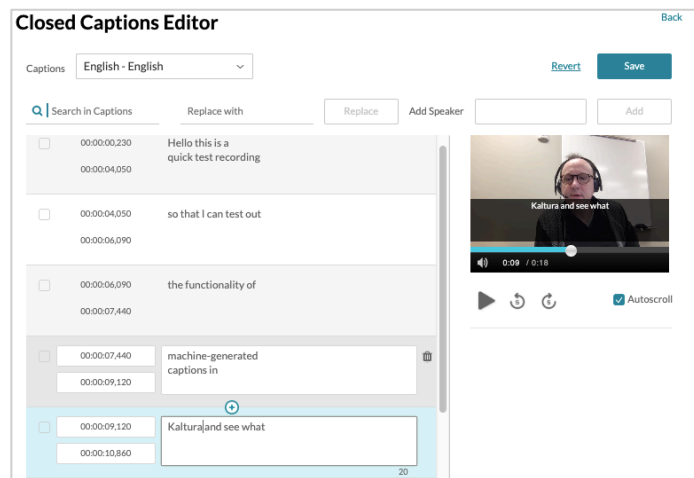 Closed Captions Editor
Back
Captions
English - English
Revert
Save
Search in Captions
Replace with
Replace
Add Speaker
Add
00:00:00,230
Hello this is a
quick test recording
00:00:04,050
00:00:04,050
so that I can test out
00:00:06,090
00:00:06,090
the functionality of
00:00:07,440
00:00:07,440
machine-generated
captions in
00:00:09,120
00:00:09,120
Kaltura and see what
00:00:10,860
20
Kaltura and see what
0:09 / 0:18
5
5
Autoscroll